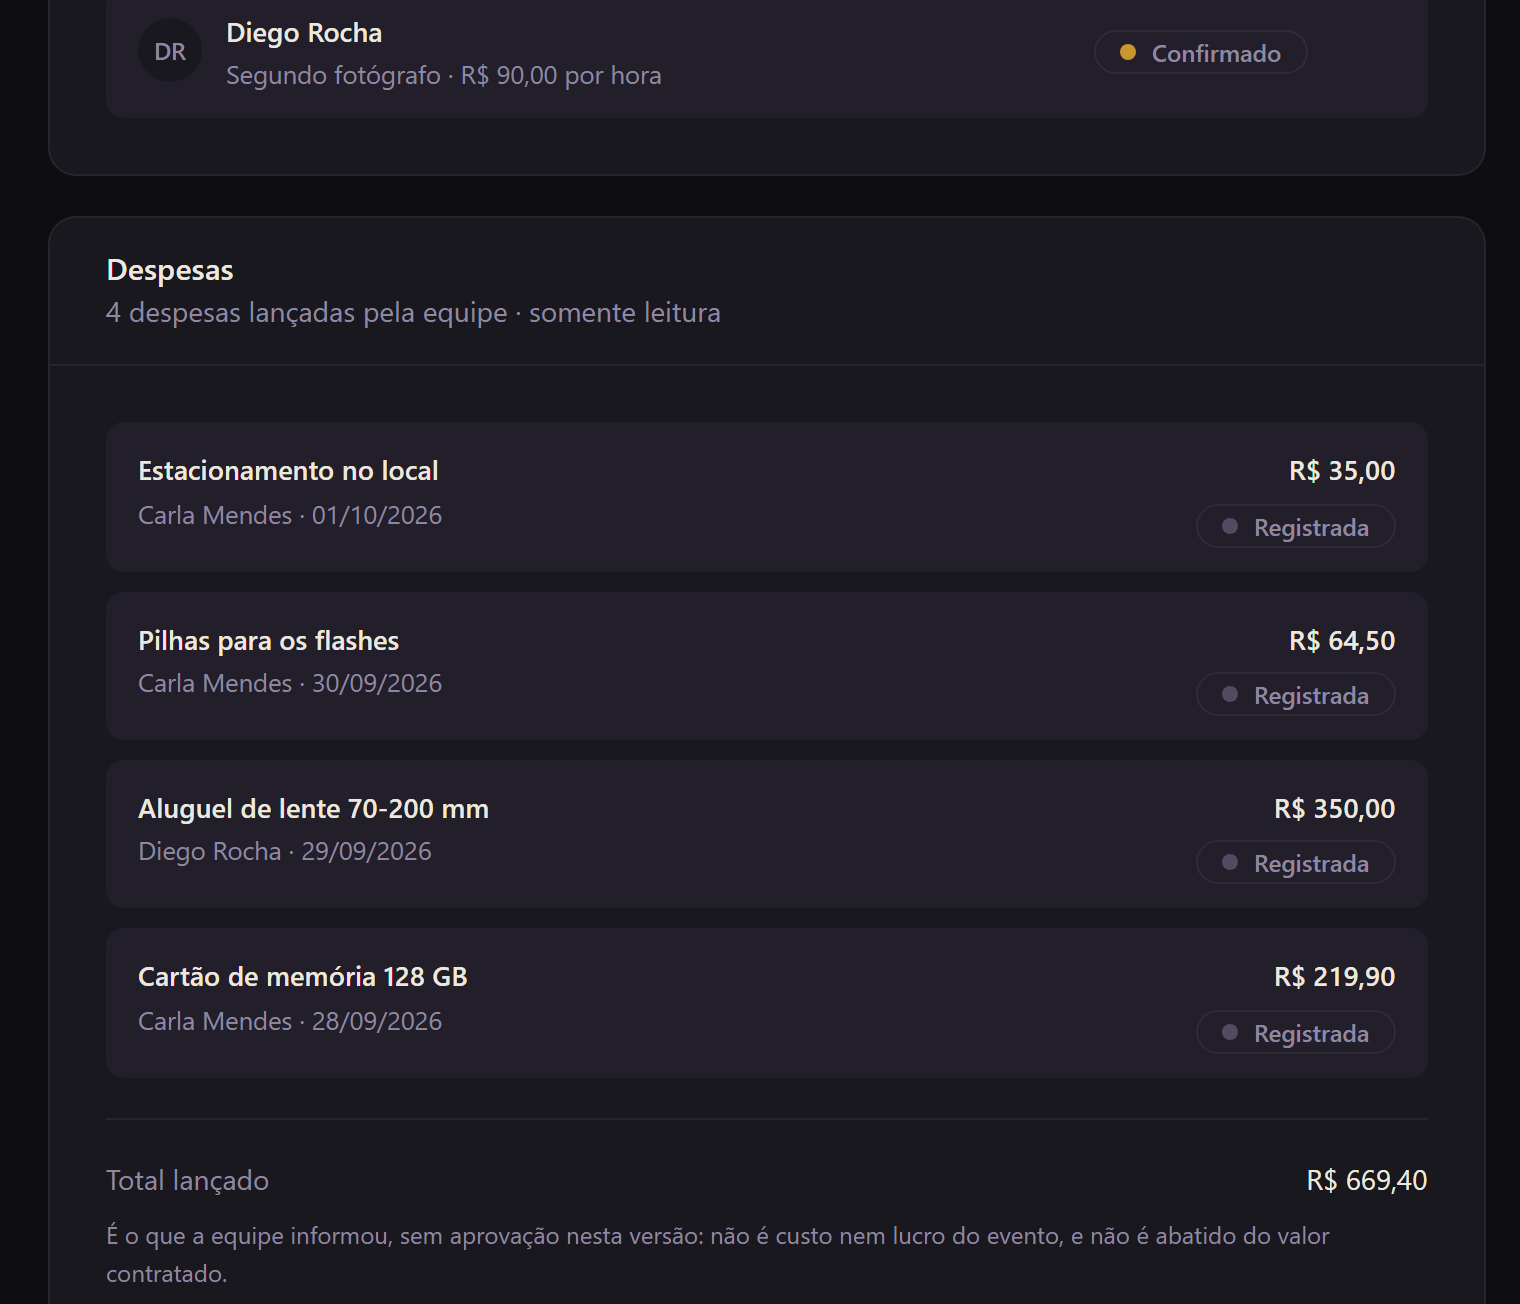 DR
Diego Rocha
Segundo fotógrafo · R$ 90,00 por hora
Confirmado
Despesas
4 despesas lançadas pela equipe · somente leitura
Estacionamento no local
R$ 35,00
Carla Mendes · 01/10/2026
Registrada
Pilhas para os flashes
R$ 64,50
Carla Mendes · 30/09/2026
Registrada
Aluguel de lente 70-200 mm
R$ 350,00
Diego Rocha · 29/09/2026
Registrada
Cartão de memória 128 GB
R$ 219,90
Carla Mendes · 28/09/2026
Registrada
Total lançado
R$ 669,40
É o que a equipe informou, sem aprovação nesta versão: não é custo nem lucro do evento, e não é abatido do valor
contratado.